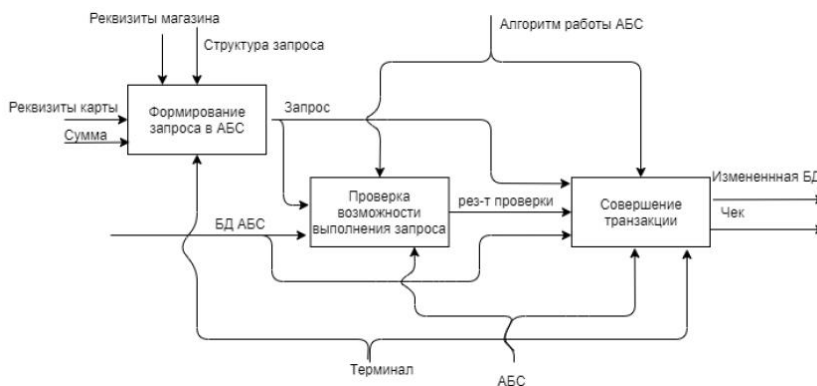 Реквизиты магазина
Структура запроса
Алгоритм работы АБС
Реквизиты карты
Сумма
Формирование
запроса в АБС
Запрос
Проверка
возможности
выполнения запроса
рез-т проверки
Совершение
транзакции
Измененнная БД
Чек
БД АБС
Терминал
АБС